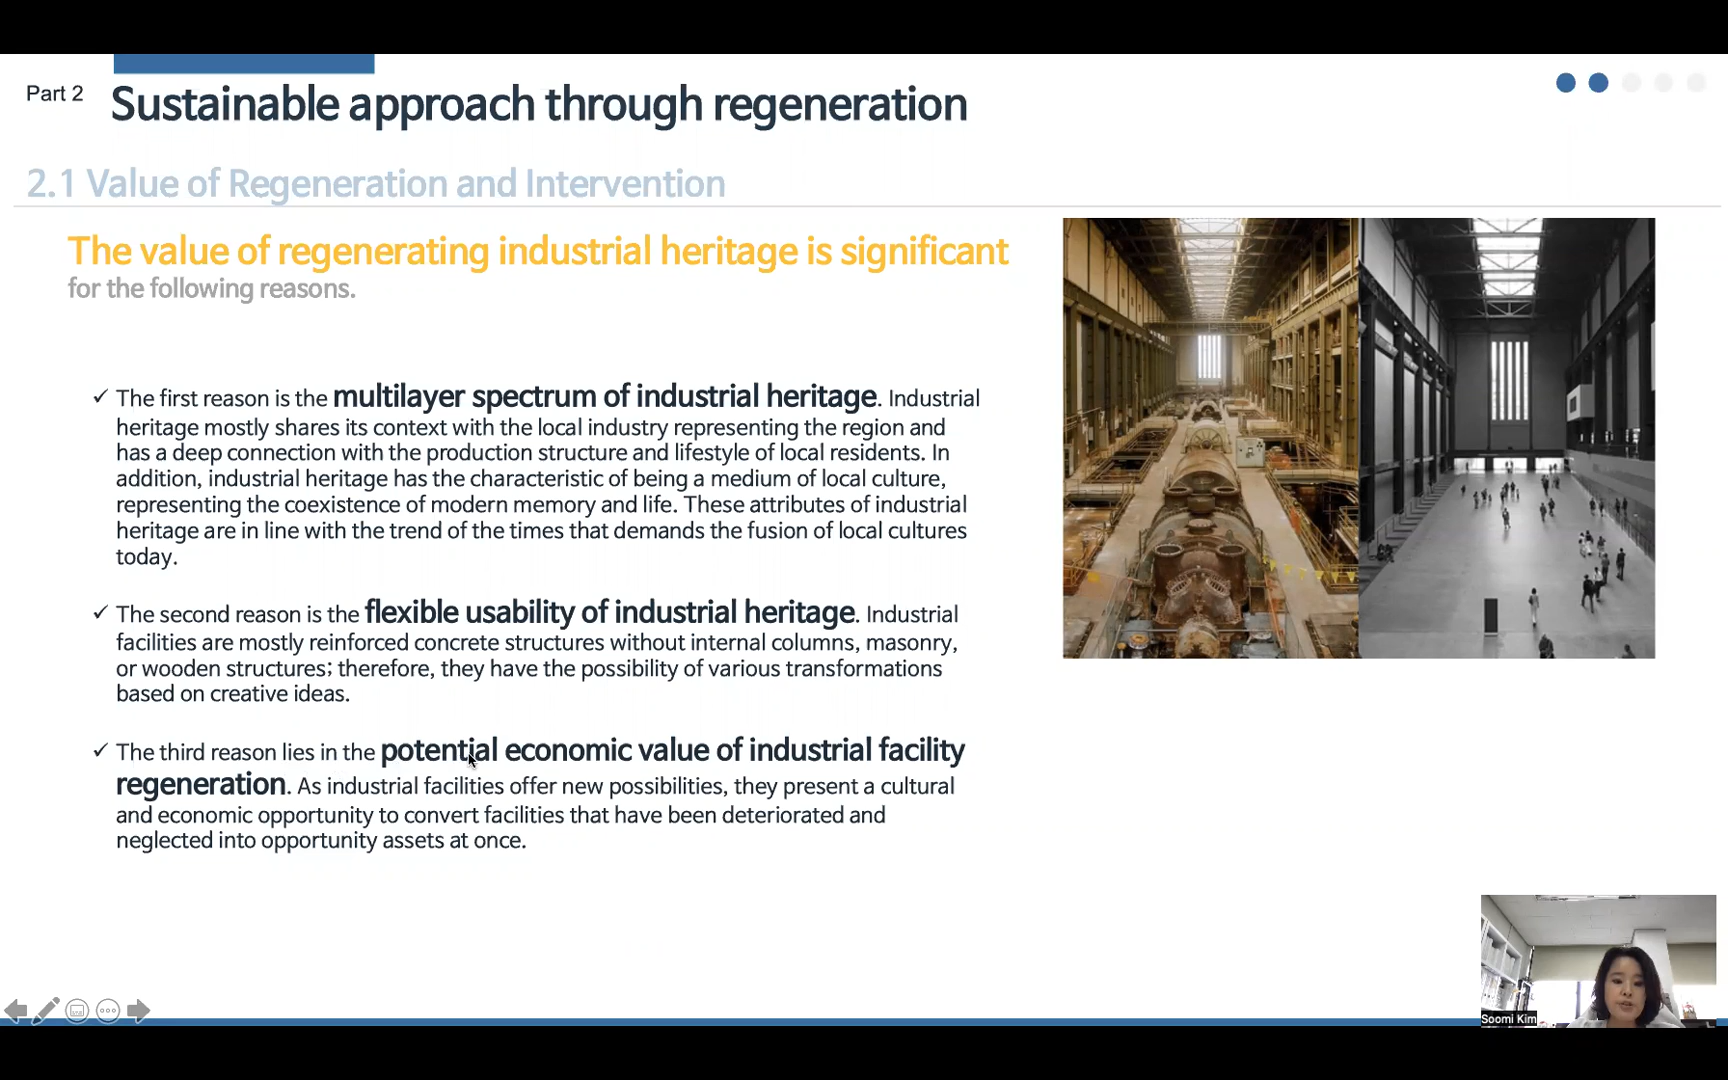 Part 2
Sustainable approach through regeneration
2.1 Value of Regeneration and Intervention
The value of regenerating industrial heritage is significant
for the following reasons.
✓ The first reason is the multilayer spectrum of industrial heritage. Industrial
heritage mostly shares its context with the local industry representing the region and
has a deep connection with the production structure and lifestyle of local residents. In
addition, industrial heritage has the characteristic of being a medium of local culture,
representing the coexistence of modern memory and life. These attributes of industrial
heritage are in line with the trend of the times that demands the fusion of local cultures
today.
✓ The second reason is the flexible usability of industrial heritage. Industrial
facilities are mostly reinforced concrete structures without internal columns, masonry,
or wooden structures; therefore, they have the possibility of various transformations
based on creative ideas.
✓ The third reason lies in the potential economic value of industrial facility
regeneration. As industrial facilities offer new possibilities, they present a cultural
and economic opportunity to convert facilities that have been deteriorated and
neglected into opportunity assets at once.
Soomi Kim